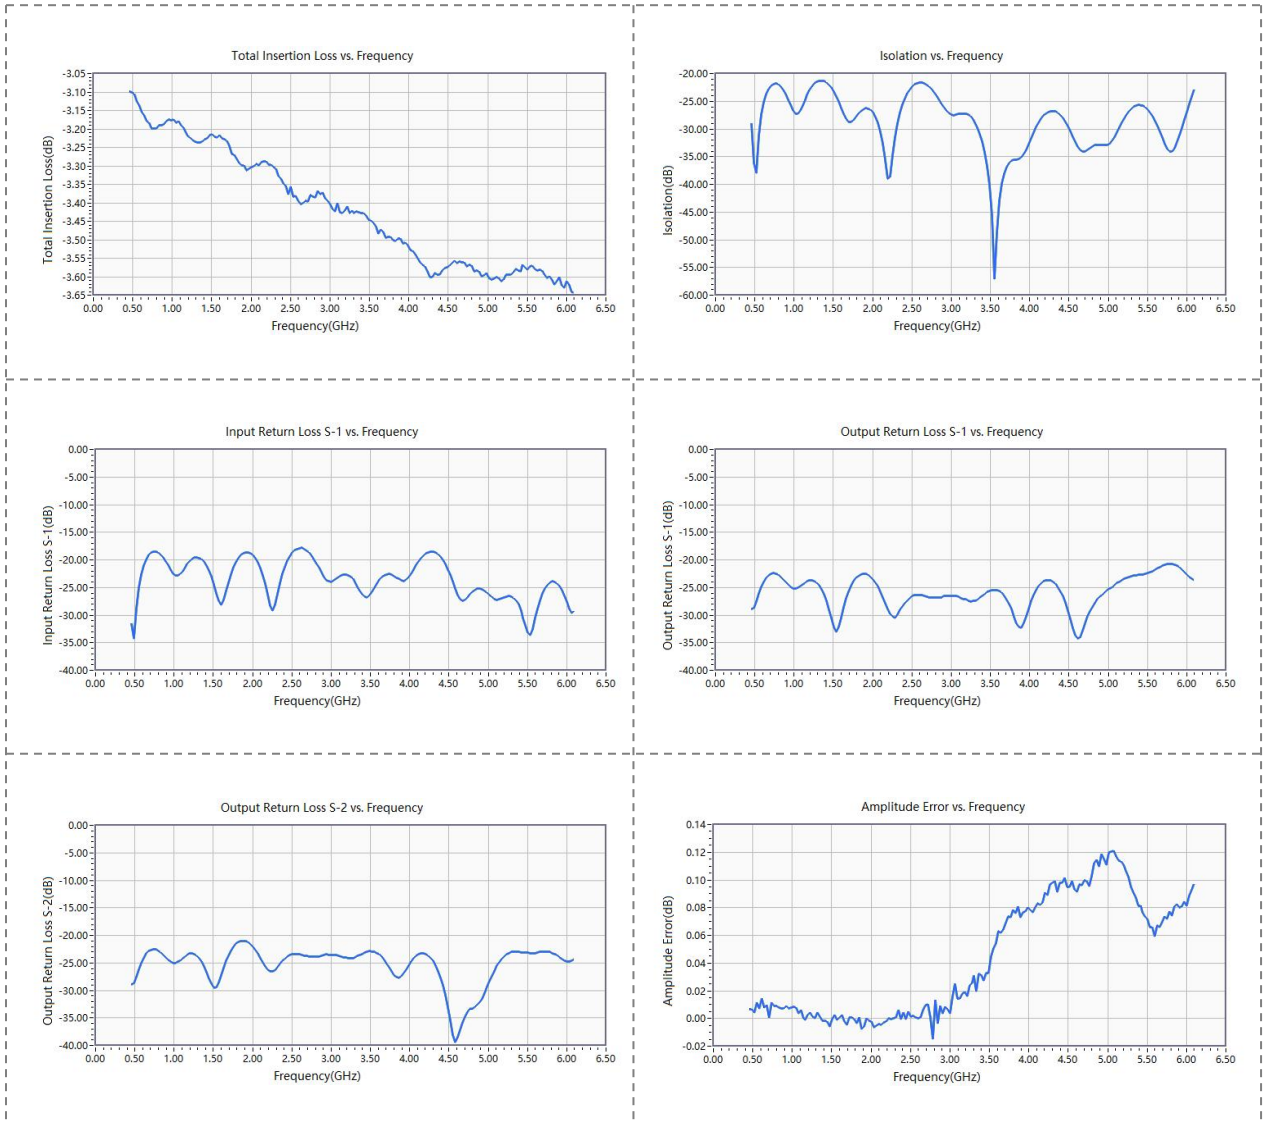 Total Insertion Loss vs. Frequency
Total Insertion Loss(dB)
-3.05
-3.10
-3.15
-3.20
-3.25
-3.30
-3.35
-3.40
-3.45
-3.50
-3.55
-3.60
-3.65
0.00 0.50 1.00 1.50 2.00 2.50 3.00 3.50 4.00 4.50 5.00 5.50 6.00 6.50
Frequency(GHz)
Isolation vs. Frequency
Isolation(dB)
-20.00
-25.00
-30.00
-35.00
-40.00
-45.00
-50.00
-55.00
-60.00
0.00 0.50 1.00 1.50 2.00 2.50 3.00 3.50 4.00 4.50 5.00 5.50 6.00 6.50
Frequency(GHz)
Input Return Loss S-1 vs. Frequency
Input Return Loss S-1(dB)
0.00
-5.00
-10.00
-15.00
-20.00
-25.00
-30.00
-35.00
-40.00
0.00 0.50 1.00 1.50 2.00 2.50 3.00 3.50 4.00 4.50 5.00 5.50 6.00 6.50
Frequency(GHz)
Output Return Loss S-1 vs. Frequency
Output Return Loss S-1(dB)
0.00
-5.00
-10.00
-15.00
-20.00
-25.00
-30.00
-35.00
-40.00
0.00 0.50 1.00 1.50 2.00 2.50 3.00 3.50 4.00 4.50 5.00 5.50 6.00 6.50
Frequency(GHz)
Output Return Loss S-2 vs. Frequency
Output Return Loss S-2(dB)
0.00
-5.00
-10.00
-15.00
-20.00
-25.00
-30.00
-35.00
-40.00
0.00 0.50 1.00 1.50 2.00 2.50 3.00 3.50 4.00 4.50 5.00 5.50 6.00 6.50
Frequency(GHz)
Amplitude Error vs. Frequency
Amplitude Error(dB)
0.14
0.12
0.10
0.08
0.06
0.04
0.02
0.00
-0.02
0.00 0.50 1.00 1.50 2.00 2.50 3.00 3.50 4.00 4.50 5.00 5.50 6.00 6.50
Frequency(GHz)